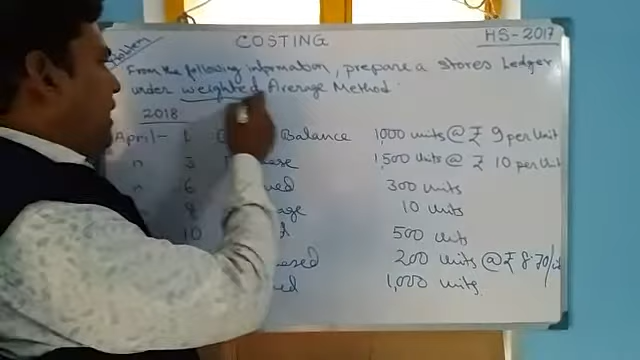 Problem
COSTING
HS-2017
From the following information, prepare a Stores Ledger
under weighted Average Method.
2018
April - 1 Balance 1,000 units @ ₹ 9 per unit
" 3 1,500 units @ ₹ 10 per unit
" 6 300 units
" 8 10 units
10 500 units
200 units @ ₹ 8.70/
1,000 units.